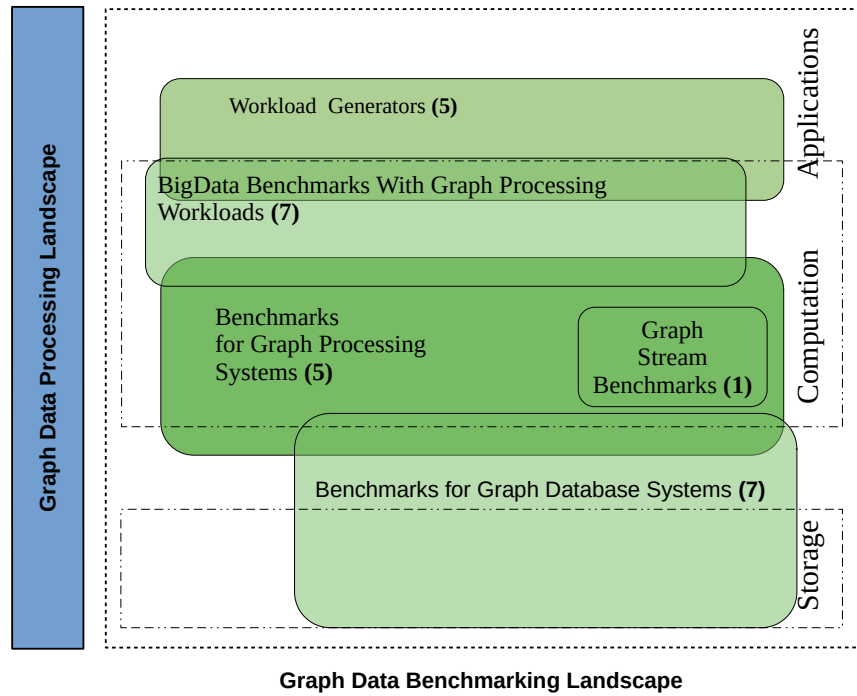 Graph Data Processing Landscape
Applications
Workload Generators (5)
BigData Benchmarks With Graph Processing
Workloads (7)
Computation
Benchmarks
for Graph Processing
Systems (5)
Graph
Stream
Benchmarks (1)
Benchmarks for Graph Database Systems (7)
Storage
Graph Data Benchmarking Landscape